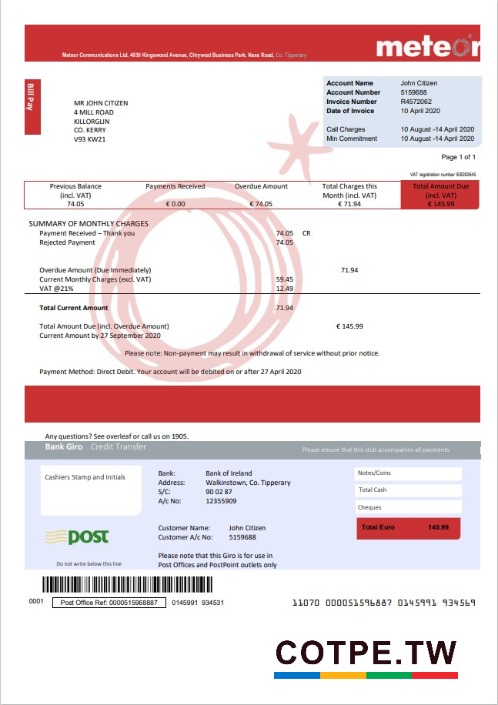 meteor
Meteor Communications Ltd, 4030 Kingswood Avenue, Citywest Business Park, Nass Road, Co. Tipperary
Bill Pay
MR JOHN CITIZEN
4 MILL ROAD
KILLORGLIN
CO. KERRY
V93 KW21
Account Name John Citizen
Account Number 5159688
Invoice Number R4572062
Date of Invoice 10 April 2020
Call Charges 10 August -14 April 2020
Min Commitment 10 August -14 April 2020
Page 1 of 1
VAT registration number IE8282645
Previous Balance Payments Received Overdue Amount Total Charges this Total Amount Due
(incl. VAT) Month (incl. VAT) (incl. VAT)
74.05 € 0.00 € 74.05 € 71.94 € 145.99
SUMMARY OF MONTHLY CHARGES
Payment Received – Thank you 74.05 CR
Rejected Payment 74.05
Overdue Amount (Due Immediately) 71.94
Current Monthly Charges (excl. VAT) 59.45
VAT @21% 12.49
Total Current Amount 71.94
Total Amount Due (incl. Overdue Amount) € 145.99
Current Amount by 27 September 2020
Please note: Non-payment may result in withdrawal of service without prior notice.
Payment Method: Direct Debit. Your account will be debited on or after 27 April 2020
Any questions? See overleaf or call us on 1905.
Bank Giro Credit Transfer Please ensure that this stub accompanies all payments
Cashiers Stamp and Initials
Bank: Bank of Ireland
Address: Walkinstown, Co. Tipperary
S/C: 90 02 87
A/c No: 12355909
Customer Name: John Citizen
Customer A/c No: 5159688
Please note that this Giro is for use in
Post Offices and PostPoint outlets only
Notes/Coins
Total Cash
Cheques
Total Euro 145.99
post
Do not write below this line
0001 Post Office Ref: 0000515968887 0145991 934531
11070 000051596887 0145991 934569
COTPE.TW